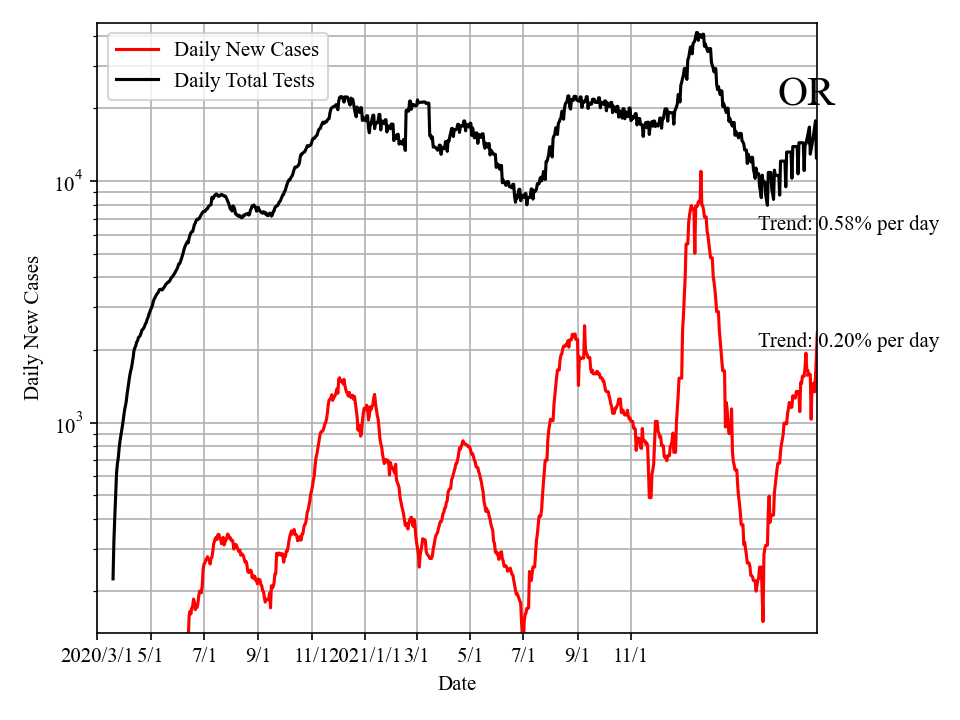 Daily New Cases
Daily Total Tests
OR
10^4
Trend: 0.58% per day
Daily New Cases
Trend: 0.20% per day
10^3
2020/3/1 5/1 7/1 9/1 11/1 2021/1/1 3/1 5/1 7/1 9/1 11/1
Date